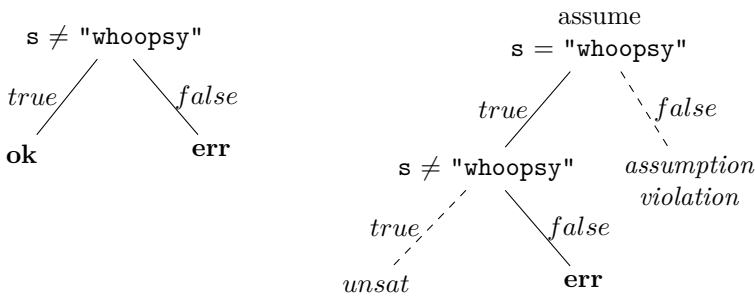 s ≠ "whoopsy"
true
false
ok
err
assume
s = "whoopsy"
true
false
s ≠ "whoopsy"
assumption
violation
true
false
unsat
err